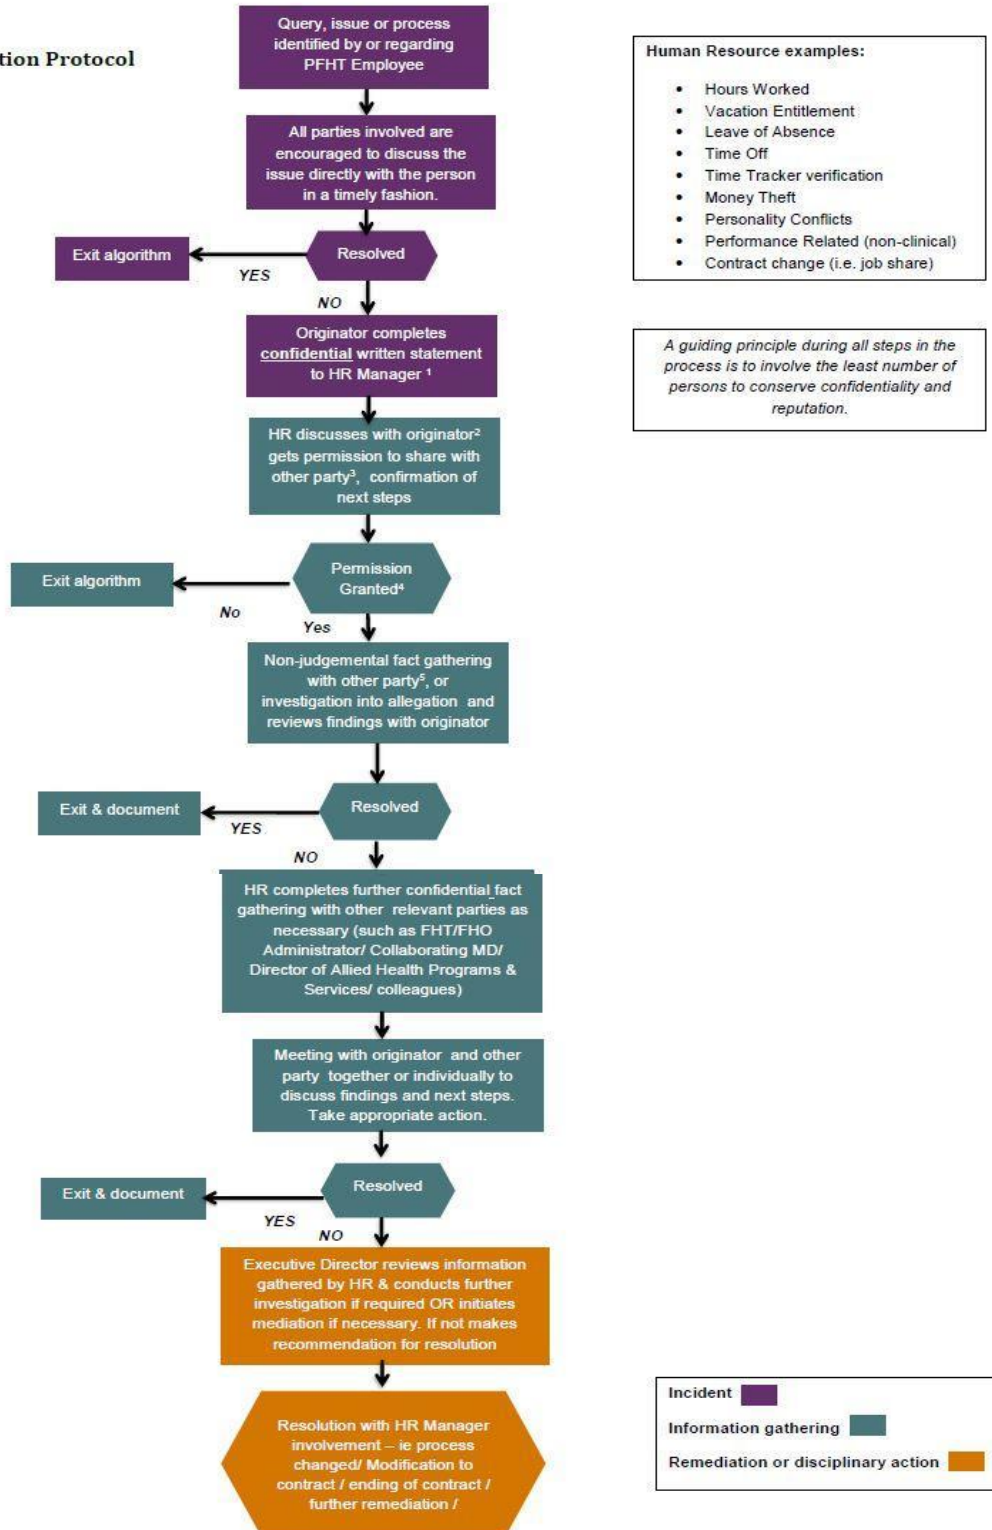 Query, issue or process
identified by or regarding
PFHT Employee
tion Protocol
Human Resource examples:
• Hours Worked
• Vacation Entitlement
• Leave of Absence
• Time Off
• Time Tracker verification
• Money Theft
• Personality Conflicts
• Performance Related (non-clinical)
• Contract change (i.e. job share)
All parties involved are
encouraged to discuss the
issue directly with the person
in a timely fashion.
Resolved
Exit algorithm
YES
NO
Originator completes
confidential written statement
to HR Manager ¹
A guiding principle during all steps in the
process is to involve the least number of
persons to conserve confidentiality and
reputation.
HR discusses with originator²
gets permission to share with
other party³, confirmation of
next steps
Permission
Granted⁴
Exit algorithm
No
Yes
Non-judgemental fact gathering
with other party⁵, or
investigation into allegation and
reviews findings with originator
Resolved
Exit & document
YES
NO
HR completes further confidential fact
gathering with other relevant parties as
necessary (such as FHT/FHO
Administrator/ Collaborating MD/
Director of Allied Health Programs &
Services/ colleagues)
Meeting with originator and other
party together or individually to
discuss findings and next steps.
Take appropriate action.
Resolved
Exit & document
YES
NO
Executive Director reviews information
gathered by HR & conducts further
investigation if required OR initiates
mediation if necessary. If not makes
recommendation for resolution
Resolution with HR Manager
involvement – ie process
changed/ Modification to
contract / ending of contract /
further remediation /
Incident
Information gathering
Remediation or disciplinary action